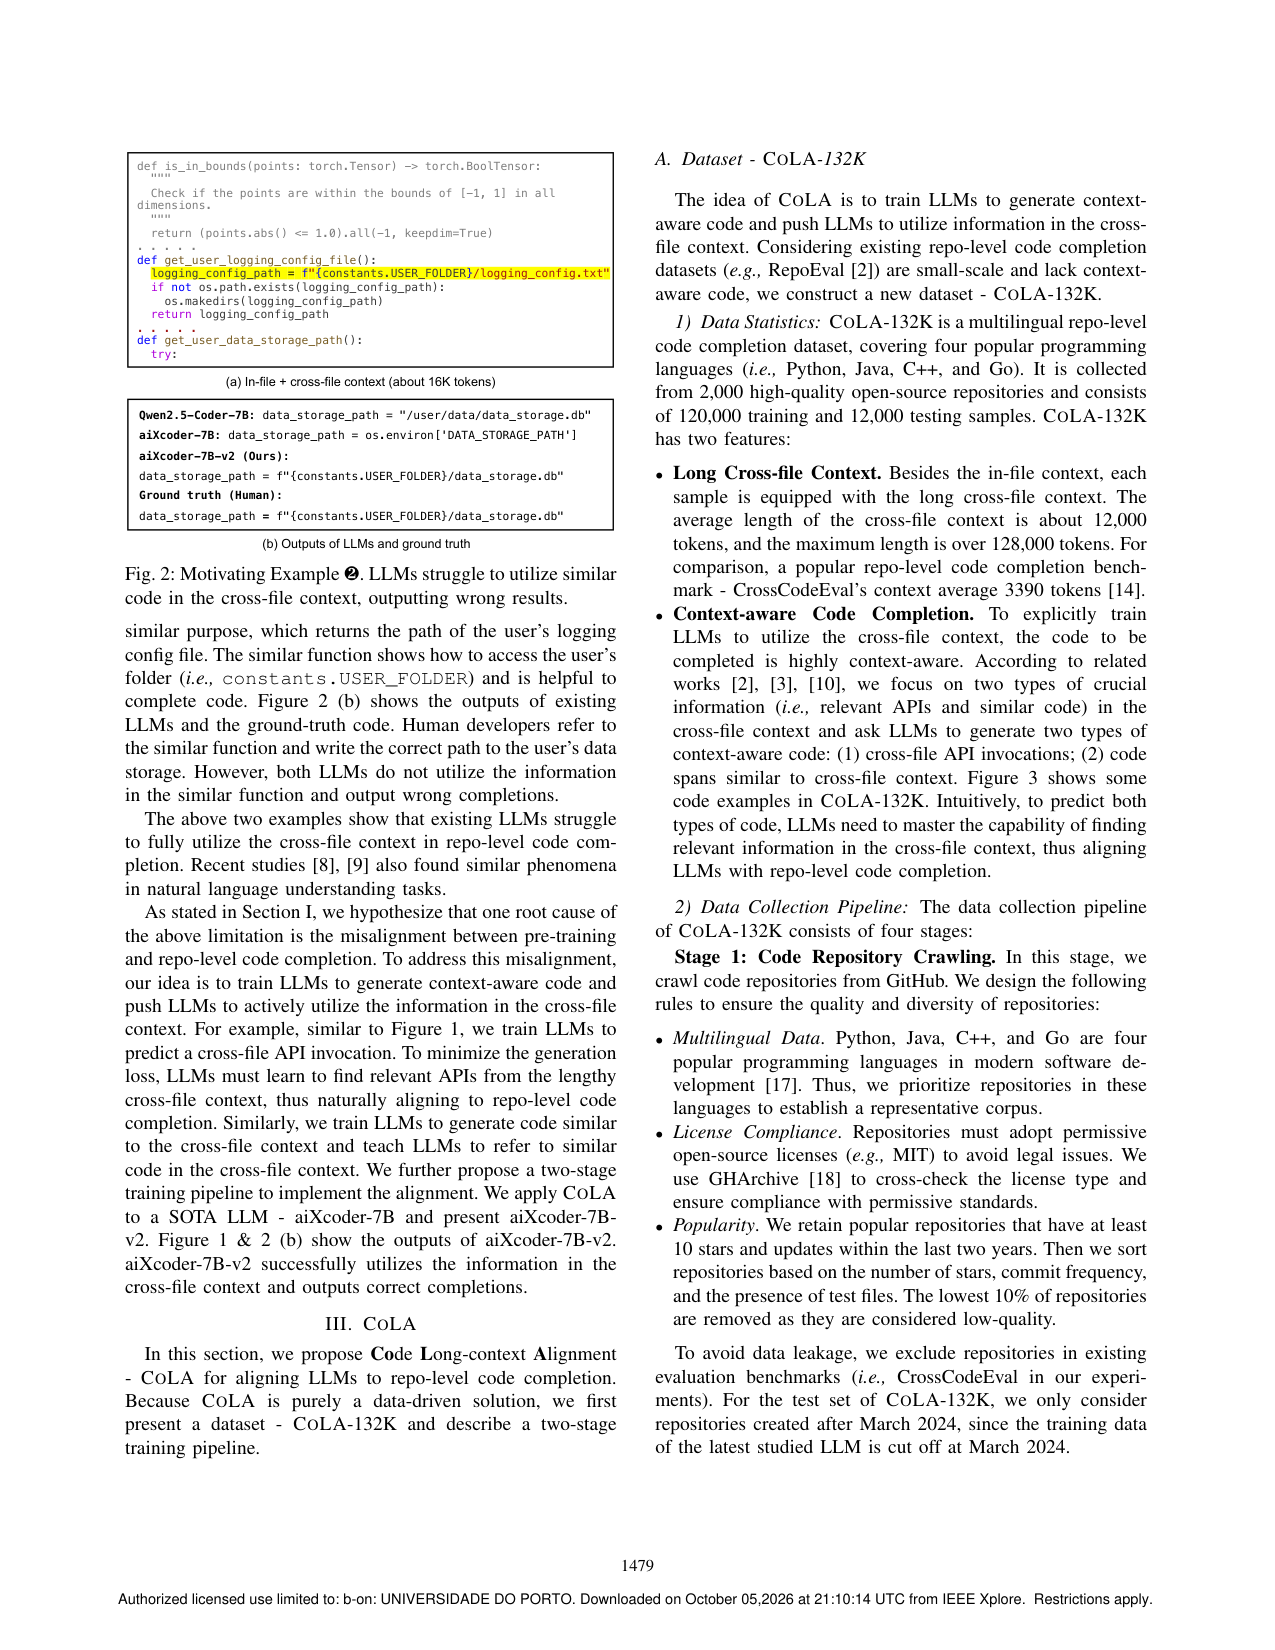 def is_in_bounds(points: torch.Tensor) -> torch.BoolTensor:
"""
Check if the points are within the bounds of [-1, 1] in all
dimensions.
"""
return (points.abs() <= 1.0).all(-1, keepdim=True)
. . . . .
def get_user_logging_config_file():
logging_config_path = f"{constants.USER_FOLDER}/logging_config.txt"
if not os.path.exists(logging_config_path):
os.makedirs(logging_config_path)
return logging_config_path
. . . . .
def get_user_data_storage_path():
try:
(a) In-file + cross-file context (about 16K tokens)
Qwen2.5-Coder-7B: data_storage_path = "/user/data/data_storage.db"
aiXcoder-7B: data_storage_path = os.environ['DATA_STORAGE_PATH']
aiXcoder-7B-v2 (Ours):
data_storage_path = f"{constants.USER_FOLDER}/data_storage.db"
Ground truth (Human):
data_storage_path = f"{constants.USER_FOLDER}/data_storage.db"
(b) Outputs of LLMs and ground truth
Fig. 2: Motivating Example ❷. LLMs struggle to utilize similar
code in the cross-file context, outputting wrong results.
similar purpose, which returns the path of the user's logging
config file. The similar function shows how to access the user's
folder (i.e., constants.USER_FOLDER) and is helpful to
complete code. Figure 2 (b) shows the outputs of existing
LLMs and the ground-truth code. Human developers refer to
the similar function and write the correct path to the user's data
storage. However, both LLMs do not utilize the information
in the similar function and output wrong completions.
The above two examples show that existing LLMs struggle
to fully utilize the cross-file context in repo-level code com-
pletion. Recent studies [8], [9] also found similar phenomena
in natural language understanding tasks.
As stated in Section I, we hypothesize that one root cause of
the above limitation is the misalignment between pre-training
and repo-level code completion. To address this misalignment,
our idea is to train LLMs to generate context-aware code and
push LLMs to actively utilize the information in the cross-file
context. For example, similar to Figure 1, we train LLMs to
predict a cross-file API invocation. To minimize the generation
loss, LLMs must learn to find relevant APIs from the lengthy
cross-file context, thus naturally aligning to repo-level code
completion. Similarly, we train LLMs to generate code similar
to the cross-file context and teach LLMs to refer to similar
code in the cross-file context. We further propose a two-stage
training pipeline to implement the alignment. We apply COLA
to a SOTA LLM - aiXcoder-7B and present aiXcoder-7B-
v2. Figure 1 & 2 (b) show the outputs of aiXcoder-7B-v2.
aiXcoder-7B-v2 successfully utilizes the information in the
cross-file context and outputs correct completions.
III. COLA
In this section, we propose Code Long-context Alignment
- COLA for aligning LLMs to repo-level code completion.
Because COLA is purely a data-driven solution, we first
present a dataset - COLA-132K and describe a two-stage
training pipeline.
A. Dataset - COLA-132K
The idea of COLA is to train LLMs to generate context-
aware code and push LLMs to utilize information in the cross-
file context. Considering existing repo-level code completion
datasets (e.g., RepoEval [2]) are small-scale and lack context-
aware code, we construct a new dataset - COLA-132K.
1) Data Statistics: COLA-132K is a multilingual repo-level
code completion dataset, covering four popular programming
languages (i.e., Python, Java, C++, and Go). It is collected
from 2,000 high-quality open-source repositories and consists
of 120,000 training and 12,000 testing samples. COLA-132K
has two features:
• Long Cross-file Context. Besides the in-file context, each
sample is equipped with the long cross-file context. The
average length of the cross-file context is about 12,000
tokens, and the maximum length is over 128,000 tokens. For
comparison, a popular repo-level code completion bench-
mark - CrossCodeEval's context average 3390 tokens [14].
• Context-aware Code Completion. To explicitly train
LLMs to utilize the cross-file context, the code to be
completed is highly context-aware. According to related
works [2], [3], [10], we focus on two types of crucial
information (i.e., relevant APIs and similar code) in the
cross-file context and ask LLMs to generate two types of
context-aware code: (1) cross-file API invocations; (2) code
spans similar to cross-file context. Figure 3 shows some
code examples in COLA-132K. Intuitively, to predict both
types of code, LLMs need to master the capability of finding
relevant information in the cross-file context, thus aligning
LLMs with repo-level code completion.
2) Data Collection Pipeline: The data collection pipeline
of COLA-132K consists of four stages:
Stage 1: Code Repository Crawling. In this stage, we
crawl code repositories from GitHub. We design the following
rules to ensure the quality and diversity of repositories:
• Multilingual Data. Python, Java, C++, and Go are four
popular programming languages in modern software de-
velopment [17]. Thus, we prioritize repositories in these
languages to establish a representative corpus.
• License Compliance. Repositories must adopt permissive
open-source licenses (e.g., MIT) to avoid legal issues. We
use GHArchive [18] to cross-check the license type and
ensure compliance with permissive standards.
• Popularity. We retain popular repositories that have at least
10 stars and updates within the last two years. Then we sort
repositories based on the number of stars, commit frequency,
and the presence of test files. The lowest 10% of repositories
are removed as they are considered low-quality.
To avoid data leakage, we exclude repositories in existing
evaluation benchmarks (i.e., CrossCodeEval in our experi-
ments). For the test set of COLA-132K, we only consider
repositories created after March 2024, since the training data
of the latest studied LLM is cut off at March 2024.
1479
Authorized licensed use limited to: b-on: UNIVERSIDADE DO PORTO. Downloaded on October 05,2026 at 21:10:14 UTC from IEEE Xplore. Restrictions apply.